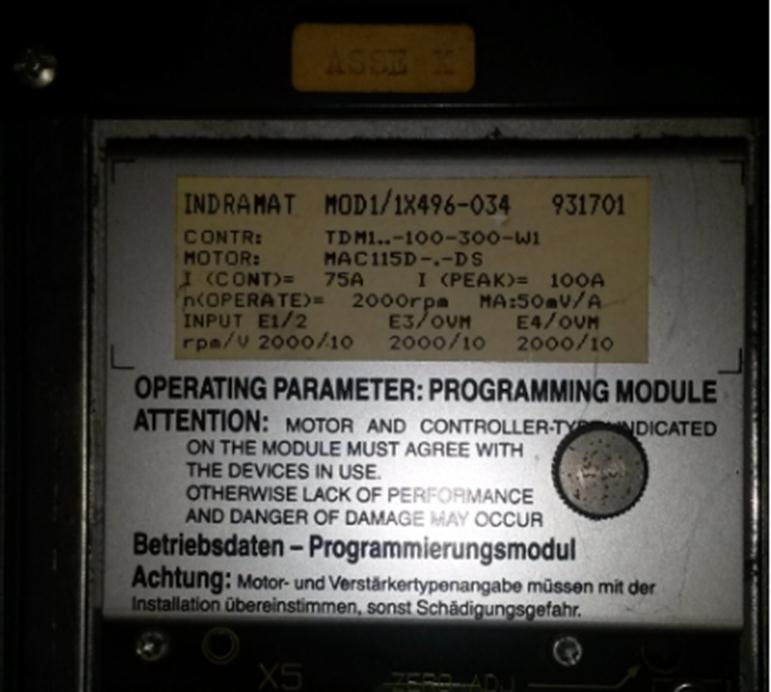 ASSE X
INDRAMAT MOD1/1X496-034 931701
CONTR: TDM1..-100-300-W1
MOTOR: MAC115D-.-DS
I (CONT)= 75A I (PEAK)= 100A
n(OPERATE)= 2000rpm MA:50mV/A
INPUT E1/2 E3/OVM E4/OVM
rpm/V 2000/10 2000/10 2000/10
OPERATING PARAMETER: PROGRAMMING MODULE
ATTENTION: MOTOR AND CONTROLLER-TYPE INDICATED
ON THE MODULE MUST AGREE WITH
THE DEVICES IN USE.
OTHERWISE LACK OF PERFORMANCE
AND DANGER OF DAMAGE MAY OCCUR
Betriebsdaten – Programmierungsmodul
Achtung: Motor- und Verstärkertypenangabe müssen mit der
Installation übereinstimmen, sonst Schädigungsgefahr.
X5 ZERO ADJ